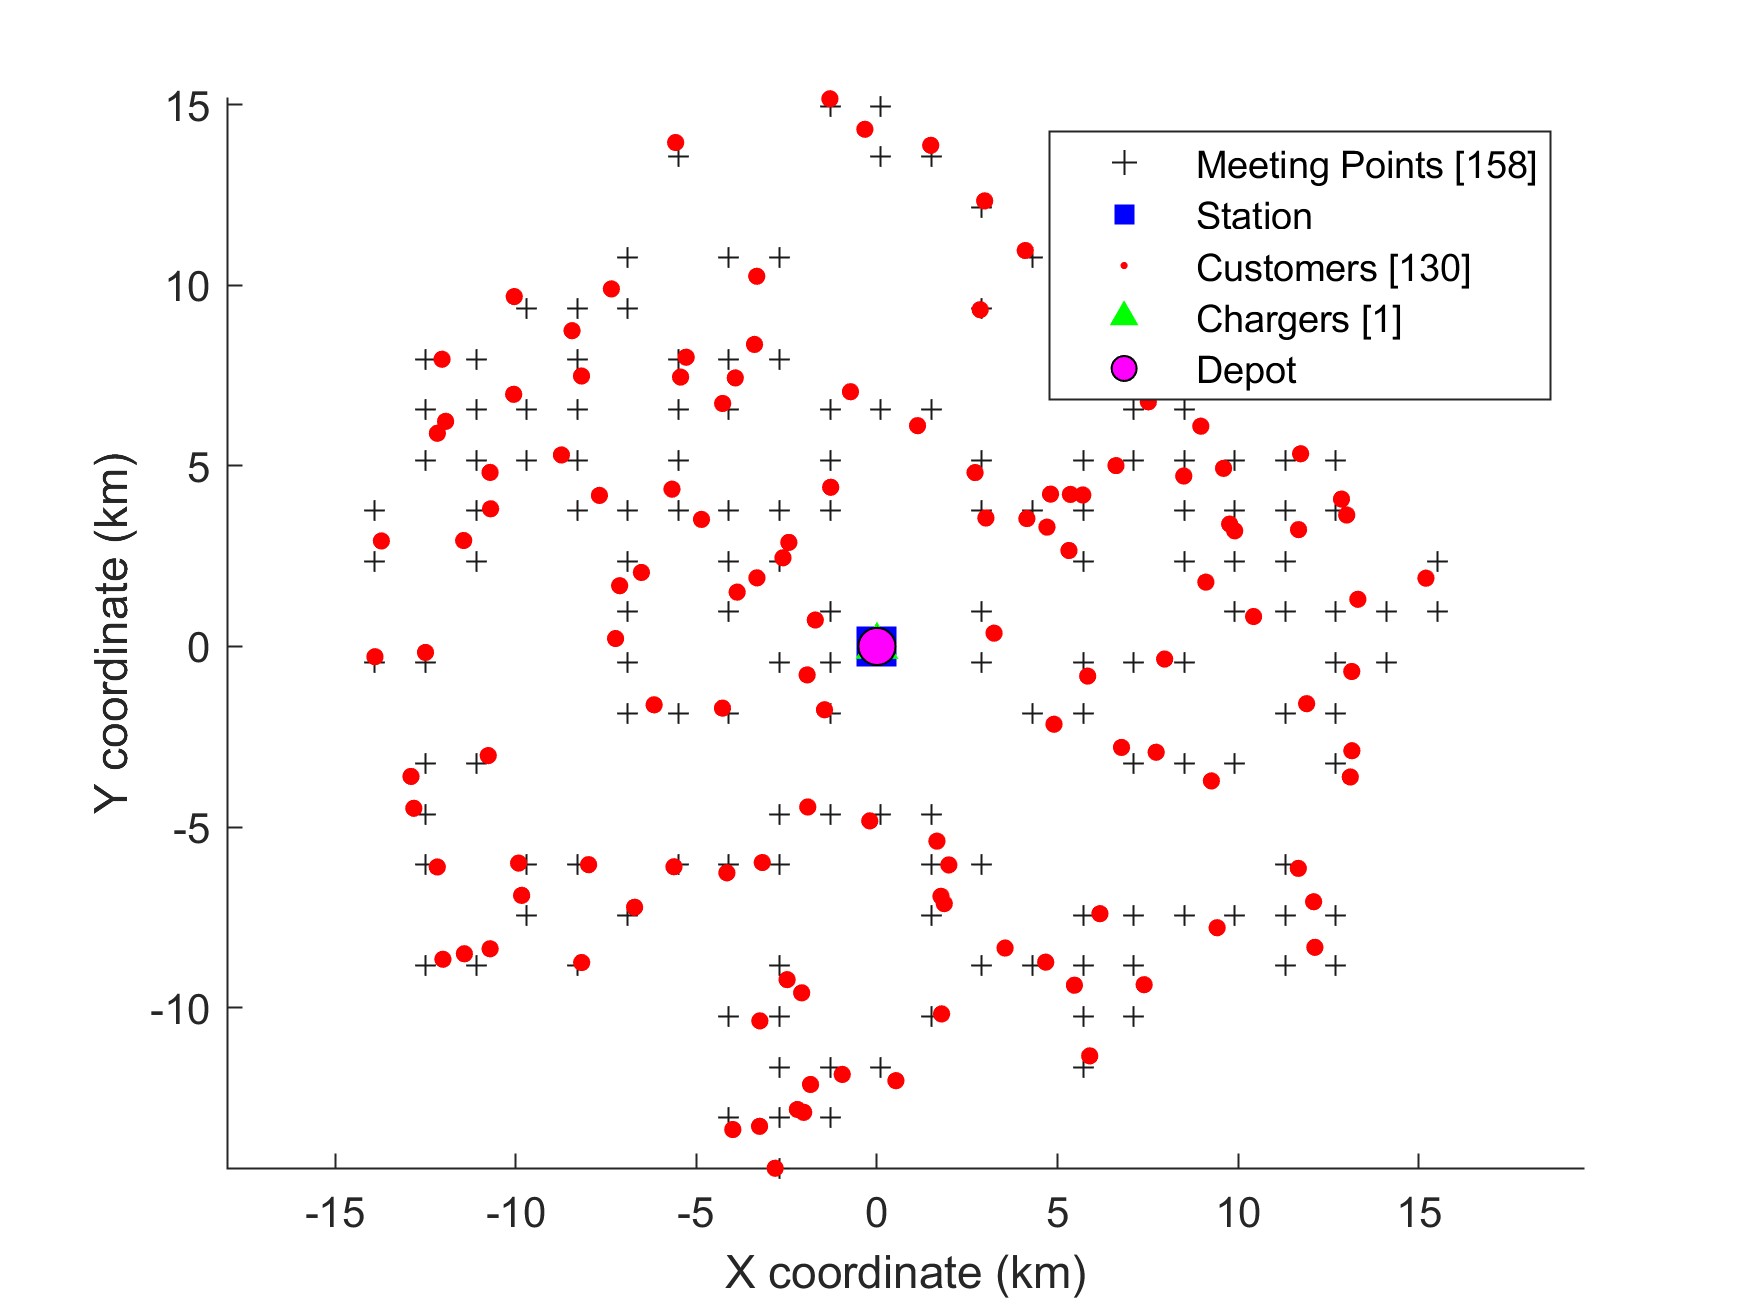 15
10
5
0
-5
-10
Y coordinate (km)
Meeting Points [158]
Station
Customers [130]
Chargers [1]
Depot
-15 -10 -5 0 5 10 15
X coordinate (km)